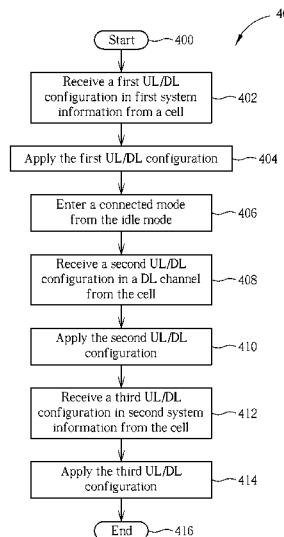 Start 400
Receive a first UL/DL
configuration in first system
information from a cell
402
Apply the first UL/DL configuration 404
Enter a connected mode
from the idle mode
406
Receive a second UL/DL
configuration in a DL channel
from the cell
408
Apply the second UL/DL
configuration
410
Receive a third UL/DL
configuration in second system
information from the cell
412
Apply the third UL/DL
configuration
414
End 416